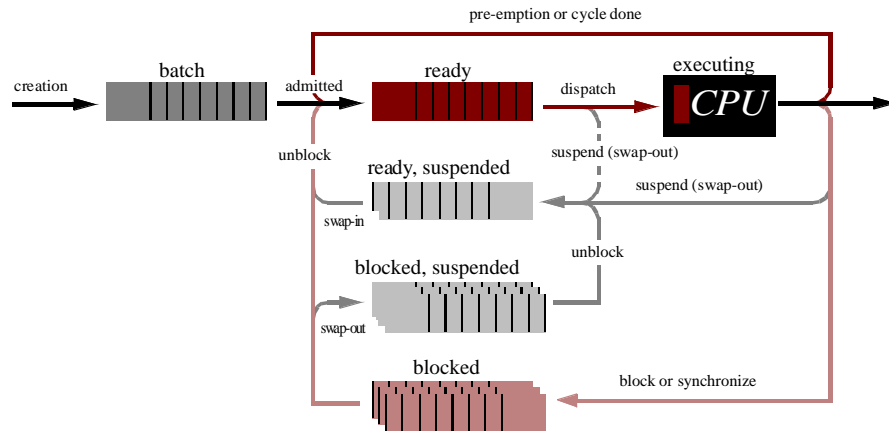 pre-emption or cycle done
creation
batch
admitted
ready
dispatch
executing
CPU
unblock
ready, suspended
suspend (swap-out)
suspend (swap-out)
swap-in
blocked, suspended
unblock
swap-out
blocked
block or synchronize